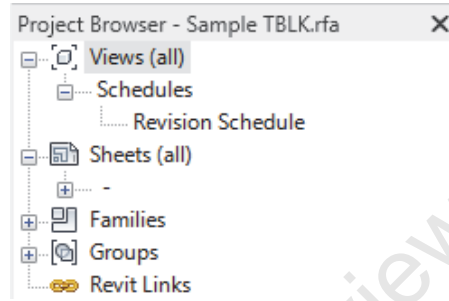 Project Browser - Sample TBLK.rfa
Views (all)
Schedules
Revision Schedule
Sheets (all)
-
Families
Groups
Revit Links